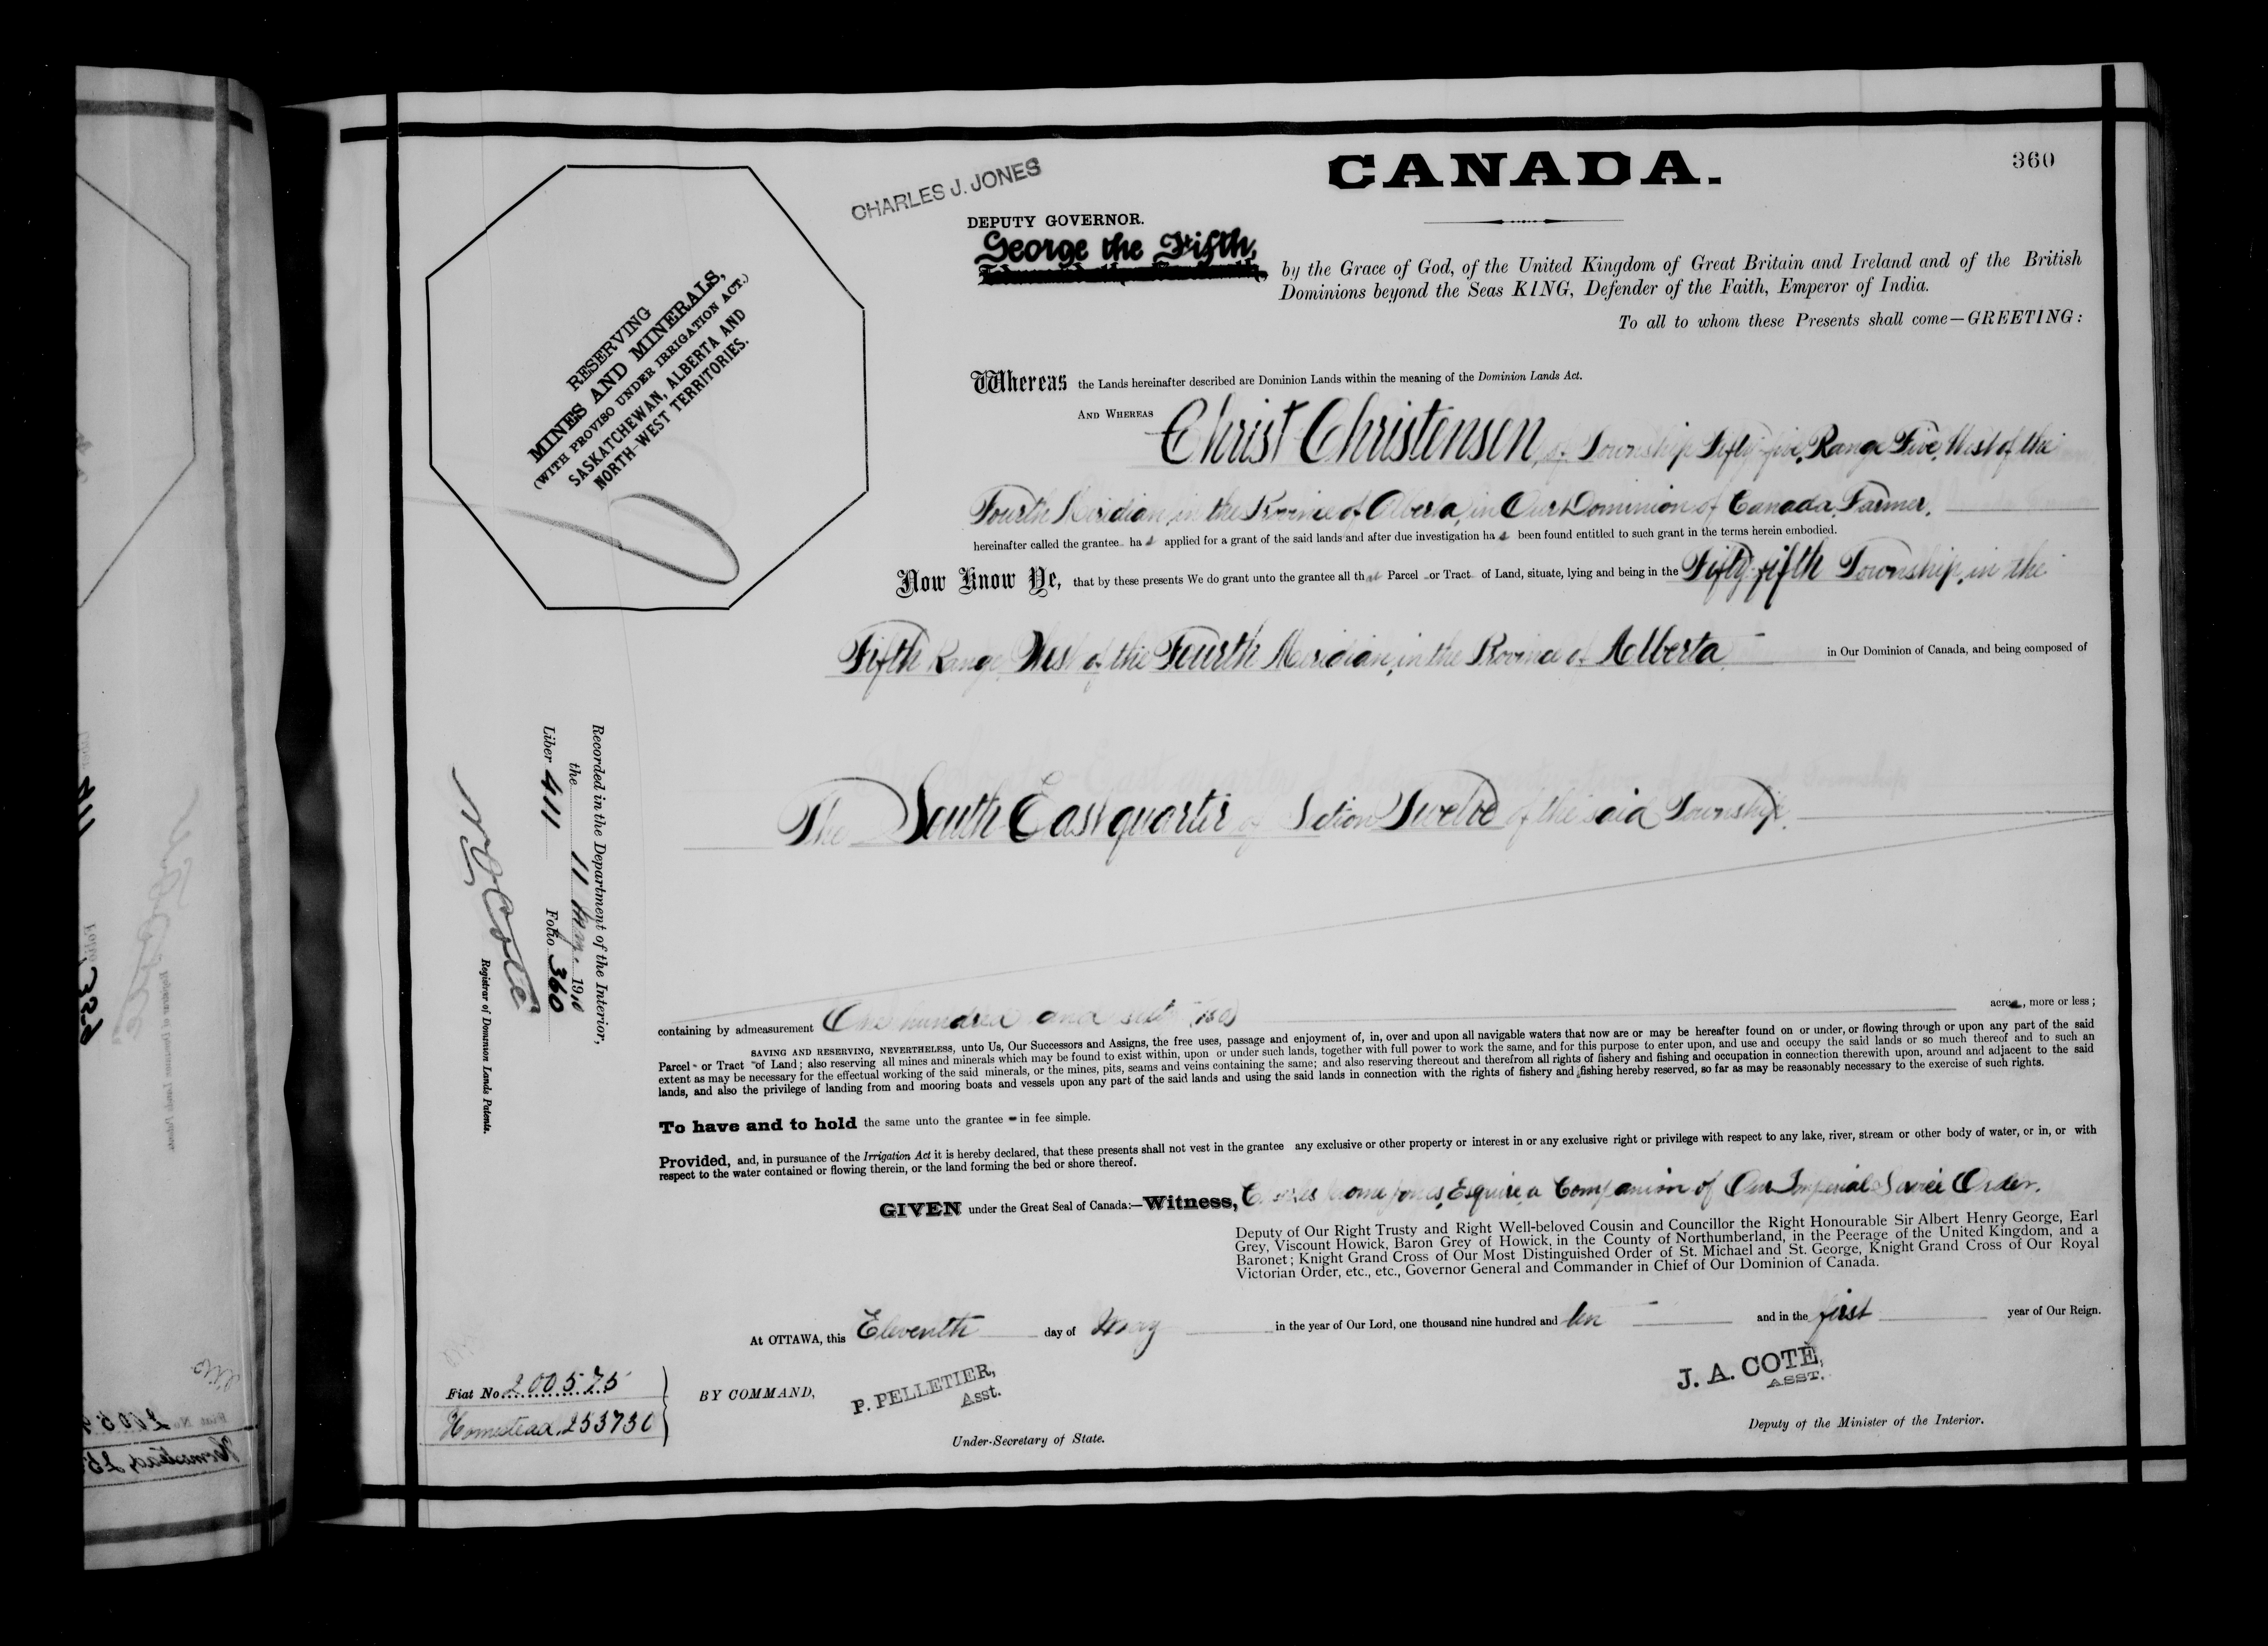 CANADA.
360
CHARLES J. JONES
DEPUTY GOVERNOR.
George the Fifth,
by the Grace of God, of the United Kingdom of Great Britain and Ireland and of the British
Dominions beyond the Seas KING, Defender of the Faith, Emperor of India.
To all to whom these Presents shall come—GREETING:
RESERVING
MINES AND MINERALS,
(WITH PROVISO UNDER IRRIGATION ACT.)
SASKATCHEWAN, ALBERTA AND
NORTH-WEST TERRITORIES.
Whereas the Lands hereinafter described are Dominion Lands within the meaning of the Dominion Lands Act.
AND WHEREAS Christ Christensen, of Township Fifty-five, Range Five, West of the
Fourth Meridian, in the Province of Alberta, in Our Dominion of Canada, Farmer,
hereinafter called the grantee has applied for a grant of the said lands and after due investigation has been found entitled to such grant in the terms herein embodied.
Now Know Ye, that by these presents We do grant unto the grantee all that Parcel or Tract of Land, situate, lying and being in the Fifty-fifth Township, in the
Fifth Range, West of the Fourth Meridian, in the Province of Alberta in Our Dominion of Canada, and being composed of
The South East quarter of Section Twelve of the said Township.
containing by admeasurement One hundred and sixty (160) acres, more or less;
SAVING AND RESERVING, NEVERTHELESS, unto Us, Our Successors and Assigns, the free uses, passage and enjoyment of, in, over and upon all navigable waters that now are or may be hereafter found on or under, or flowing through or upon any part of the said
Parcel or Tract of Land; also reserving all mines and minerals which may be found to exist within, upon or under such lands, together with full power to work the same, and for this purpose to enter upon, and use and occupy the said lands or so much thereof and to such an
extent as may be necessary for the effectual working of the said minerals, or the mines, pits, seams and veins containing the same; and also reserving thereout and therefrom all rights of fishery and fishing and occupation in connection therewith upon, around and adjacent to the said
lands, and also the privilege of landing from and mooring boats and vessels upon any part of the said lands and using the said lands in connection with the rights of fishery and fishing hereby reserved, so far as may be reasonably necessary to the exercise of such rights.
To have and to hold the same unto the grantee in fee simple.
Provided, and, in pursuance of the Irrigation Act it is hereby declared, that these presents shall not vest in the grantee any exclusive or other property or interest in or any exclusive right or privilege with respect to any lake, river, stream or other body of water, or in, or with
respect to the water contained or flowing therein, or the land forming the bed or shore thereof.
GIVEN under the Great Seal of Canada:—Witness, Charles Jones, Esquire, a Companion of Our Imperial Service Order,
Deputy of Our Right Trusty and Right Well-beloved Cousin and Councillor the Right Honourable Sir Albert Henry George, Earl
Grey, Viscount Howick, Baron Grey of Howick, in the County of Northumberland, in the Peerage of the United Kingdom, and a
Baronet; Knight Grand Cross of Our Most Distinguished Order of St. Michael and St. George, Knight Grand Cross of Our Royal
Victorian Order, etc., etc., Governor General and Commander in Chief of Our Dominion of Canada.
At OTTAWA, this Eleventh day of May in the year of Our Lord, one thousand nine hundred and ten and in the first year of Our Reign.
BY COMMAND,
P. PELLETIER,
Asst.
Under-Secretary of State.
J. A. COTE,
ASST.
Deputy of the Minister of the Interior.
Fiat No. 200575
Homestead, 253730
Recorded in the Department of the Interior,
the 11 May. 1910
Liber 411 Folio 360
N O Coté
Registrar of Dominion Lands Patents.